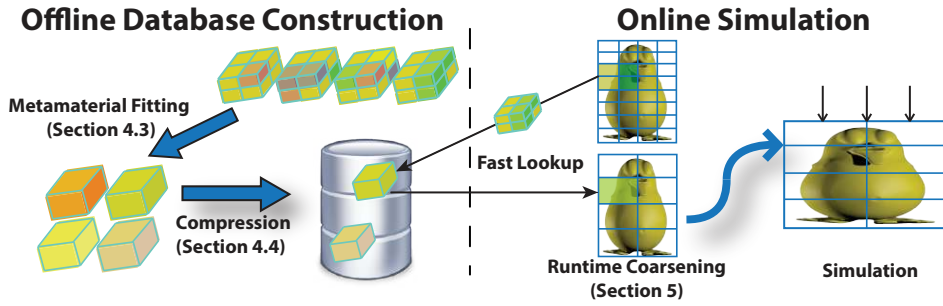 Offline Database Construction
Online Simulation
Metamaterial Fitting
(Section 4.3)
Fast Lookup
Compression
(Section 4.4)
Runtime Coarsening
(Section 5)
Simulation